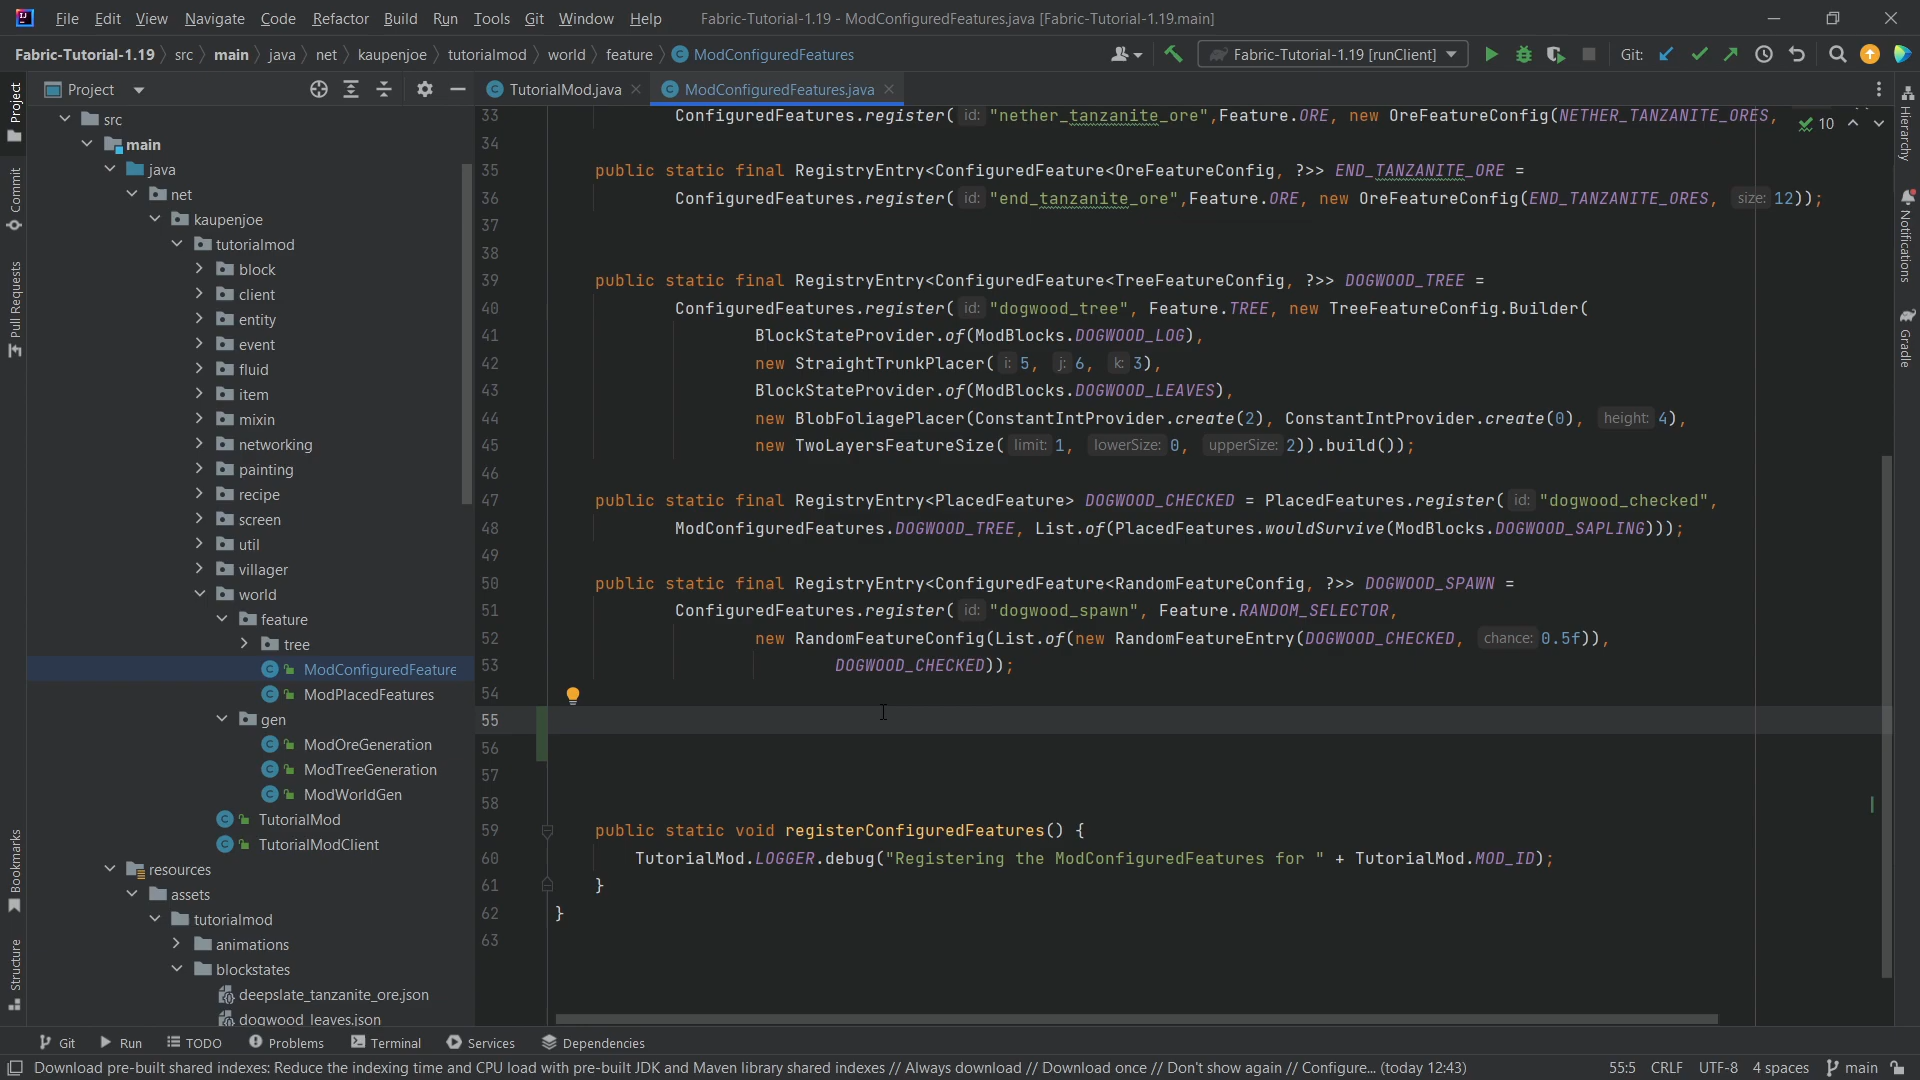 File Edit View Navigate Code Refactor Build Run Tools Git Window Help Fabric-Tutorial-1.19 - ModConfiguredFeatures.java [Fabric-Tutorial-1.19.main]
Fabric-Tutorial-1.19 src main java net kaupenjoe tutorialmod world feature ModConfiguredFeatures Fabric-Tutorial-1.19 [runClient] Git:
Project TutorialMod.java ModConfiguredFeatures.java
src
main
java
net
kaupenjoe
tutorialmod
block
client
entity
event
fluid
item
mixin
networking
painting
recipe
screen
util
villager
world
feature
tree
ModConfiguredFeature
ModPlacedFeatures
gen
ModOreGeneration
ModTreeGeneration
ModWorldGen
TutorialMod
TutorialModClient
resources
assets
tutorialmod
animations
blockstates
deepslate_tanzanite_ore.json
dogwood_leaves.json
Project
Commit
Pull Requests
Bookmarks
Structure
33 ConfiguredFeatures.register( id: "nether_tanzanite_ore",Feature.ORE, new OreFeatureConfig(NETHER_TANZANITE_ORES, 10
34
35 public static final RegistryEntry<ConfiguredFeature<OreFeatureConfig, ?>> END_TANZANITE_ORE =
36 ConfiguredFeatures.register( id: "end_tanzanite_ore",Feature.ORE, new OreFeatureConfig(END_TANZANITE_ORES, size: 12));
37
38
39 public static final RegistryEntry<ConfiguredFeature<TreeFeatureConfig, ?>> DOGWOOD_TREE =
40 ConfiguredFeatures.register( id: "dogwood_tree", Feature.TREE, new TreeFeatureConfig.Builder(
41 BlockStateProvider.of(ModBlocks.DOGWOOD_LOG),
42 new StraightTrunkPlacer( i: 5, j: 6, k: 3),
43 BlockStateProvider.of(ModBlocks.DOGWOOD_LEAVES),
44 new BlobFoliagePlacer(ConstantIntProvider.create(2), ConstantIntProvider.create(0), height: 4),
45 new TwoLayersFeatureSize( limit: 1, lowerSize: 0, upperSize: 2)).build());
46
47 public static final RegistryEntry<PlacedFeature> DOGWOOD_CHECKED = PlacedFeatures.register( id: "dogwood_checked",
48 ModConfiguredFeatures.DOGWOOD_TREE, List.of(PlacedFeatures.wouldSurvive(ModBlocks.DOGWOOD_SAPLING)));
49
50 public static final RegistryEntry<ConfiguredFeature<RandomFeatureConfig, ?>> DOGWOOD_SPAWN =
51 ConfiguredFeatures.register( id: "dogwood_spawn", Feature.RANDOM_SELECTOR,
52 new RandomFeatureConfig(List.of(new RandomFeatureEntry(DOGWOOD_CHECKED, chance: 0.5f)),
53 DOGWOOD_CHECKED));
54
55
56
57
58
59 public static void registerConfiguredFeatures() {
60 TutorialMod.LOGGER.debug("Registering the ModConfiguredFeatures for " + TutorialMod.MOD_ID);
61 }
62 }
63
Hierarchy
Notifications
Gradle
Git Run TODO Problems Terminal Services Dependencies
Download pre-built shared indexes: Reduce the indexing time and CPU load with pre-built JDK and Maven library shared indexes // Always download // Download once // Don't show again // Configure... (today 12:43) 55:5 CRLF UTF-8 4 spaces main